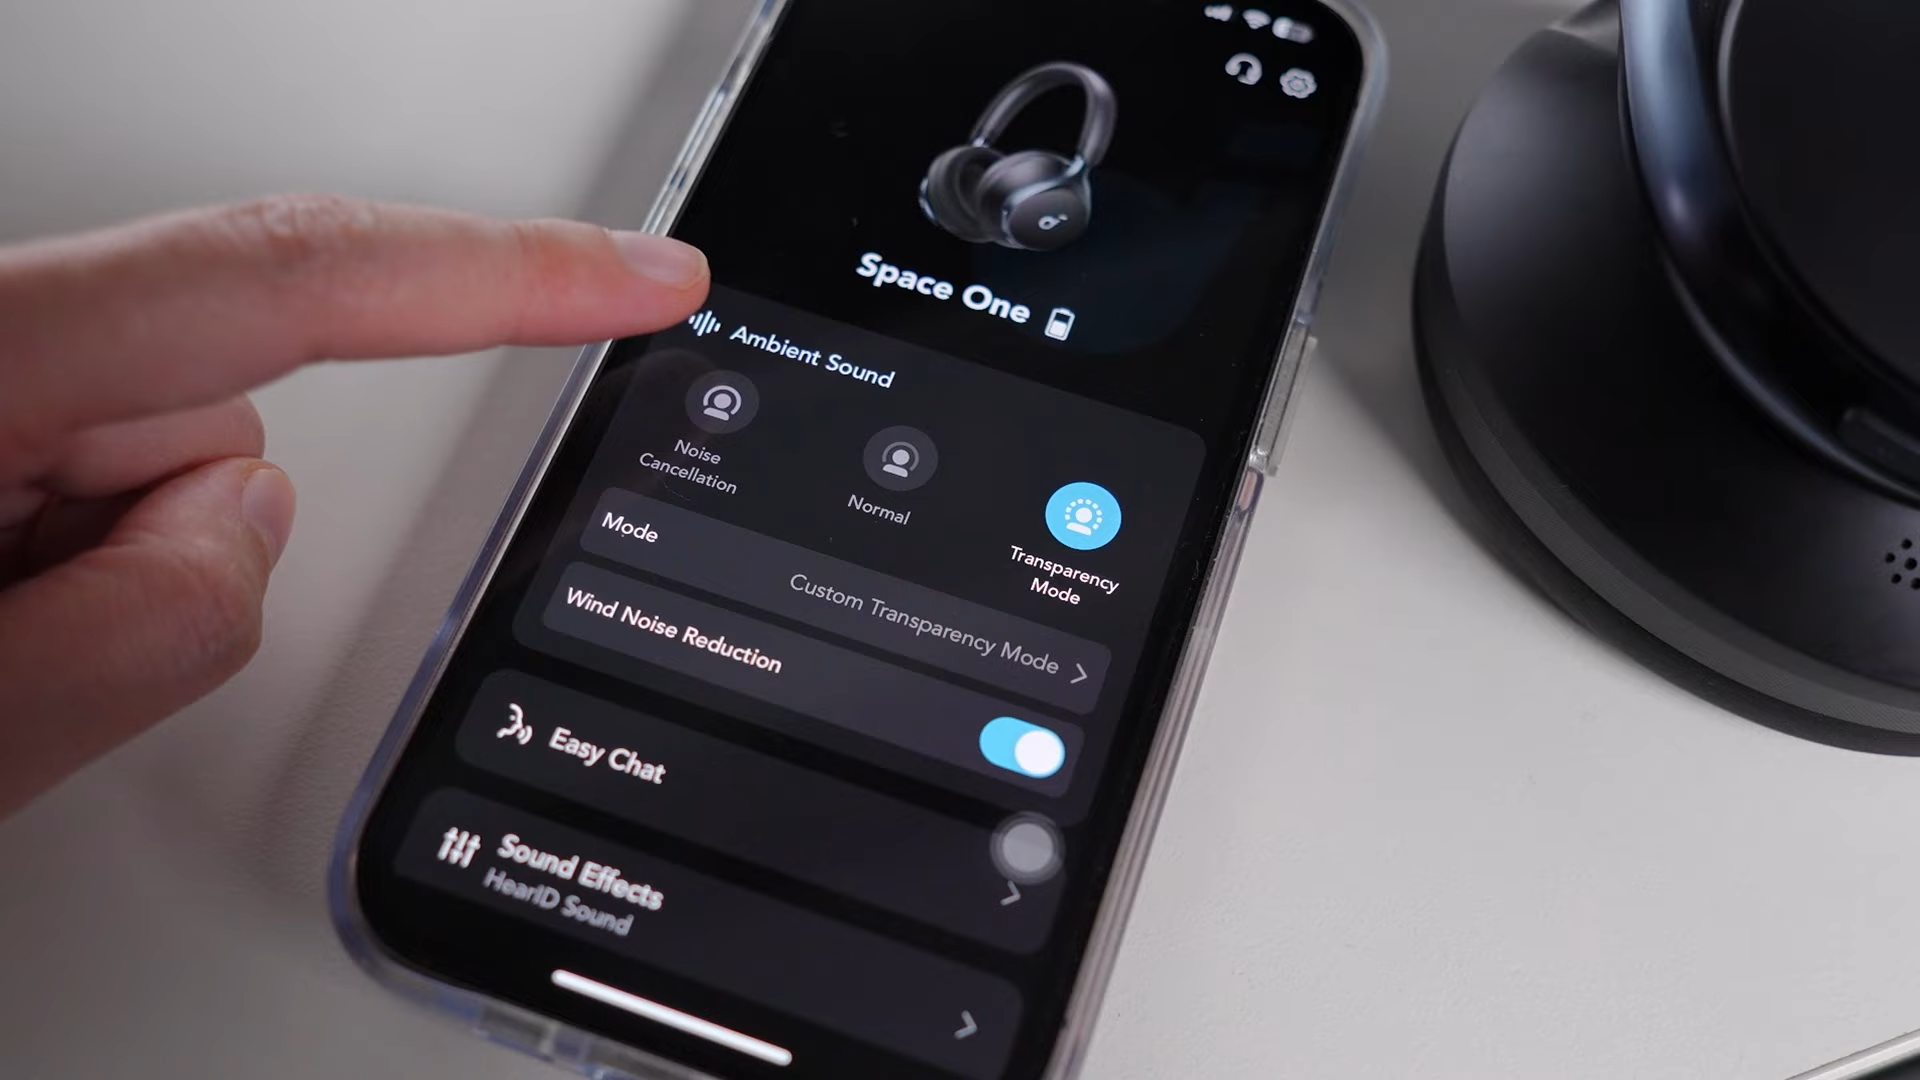 Space One
Ambient Sound
Noise
Cancellation
Normal
Transparency
Mode
Mode
Custom Transparency Mode
Wind Noise Reduction
Easy Chat
Sound Effects
HearID Sound